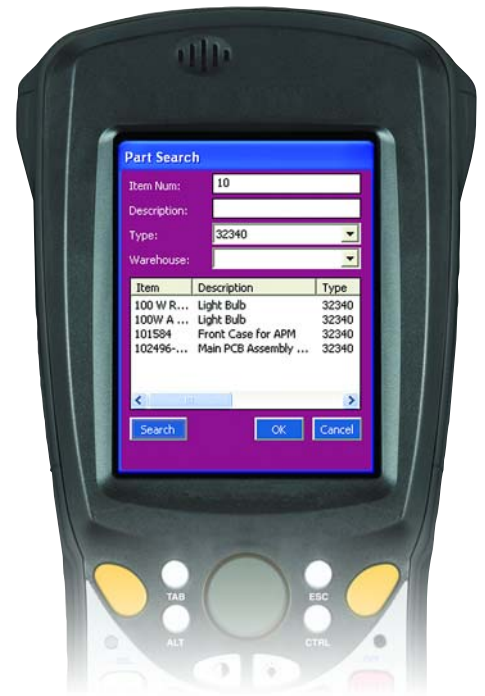 Part Search
Item Num: 10
Description:
Type: 32340
Warehouse:
Item Description Type
100 W R... Light Bulb 32340
100W A ... Light Bulb 32340
101584 Front Case for APM 32340
102496-... Main PCB Assembly ... 32340
Search OK Cancel
TAB ESC
ALT CTRL